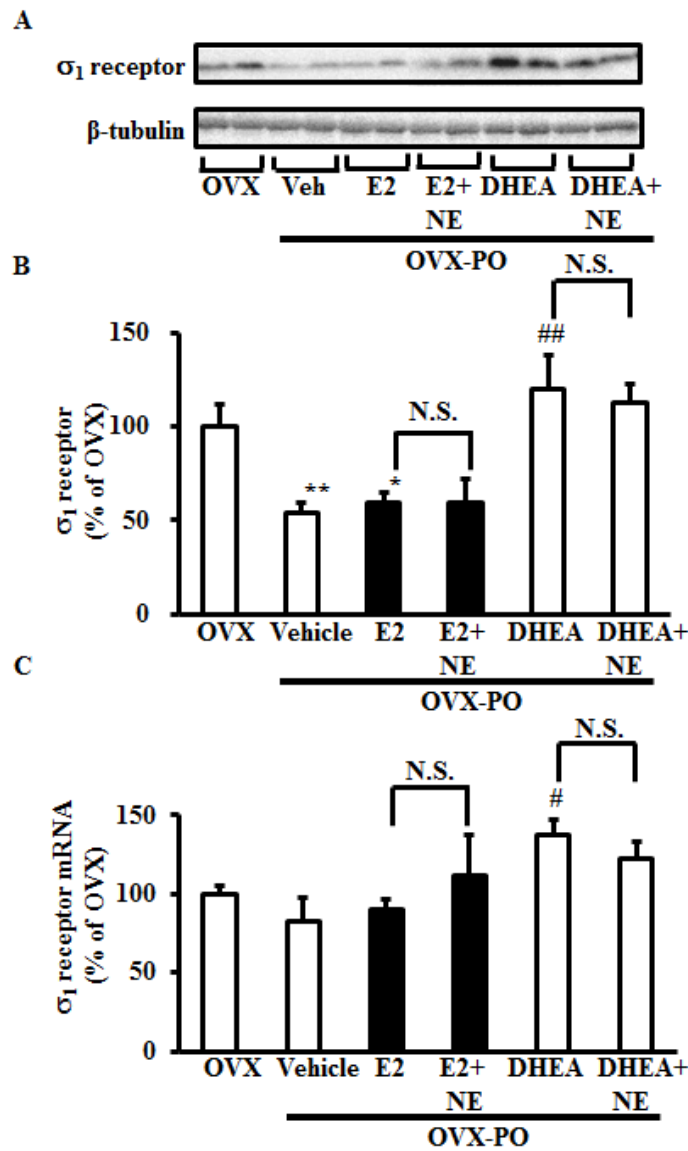 A
σ1 receptor
β-tubulin
OVX Veh E2 E2+ DHEA DHEA+
NE NE
OVX-PO
B
N.S.
150
##
N.S.
100
** *
σ1 receptor
(% of OVX)
50
0
OVX Vehicle E2 E2+ DHEA DHEA+
NE NE
OVX-PO
C
N.S.
N.S.
#
150
σ1 receptor mRNA
(% of OVX)
100
50
0
OVX Vehicle E2 E2+ DHEA DHEA+
NE NE
OVX-PO